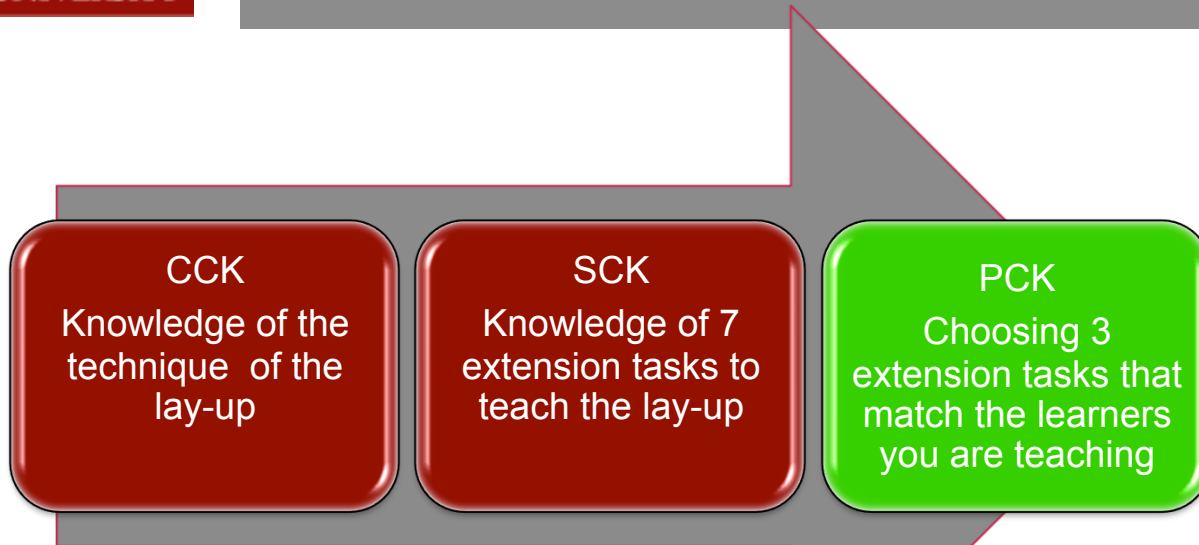 CCK
Knowledge of the
technique of the
lay-up
SCK
Knowledge of 7
extension tasks to
teach the lay-up
PCK
Choosing 3
extension tasks that
match the learners
you are teaching